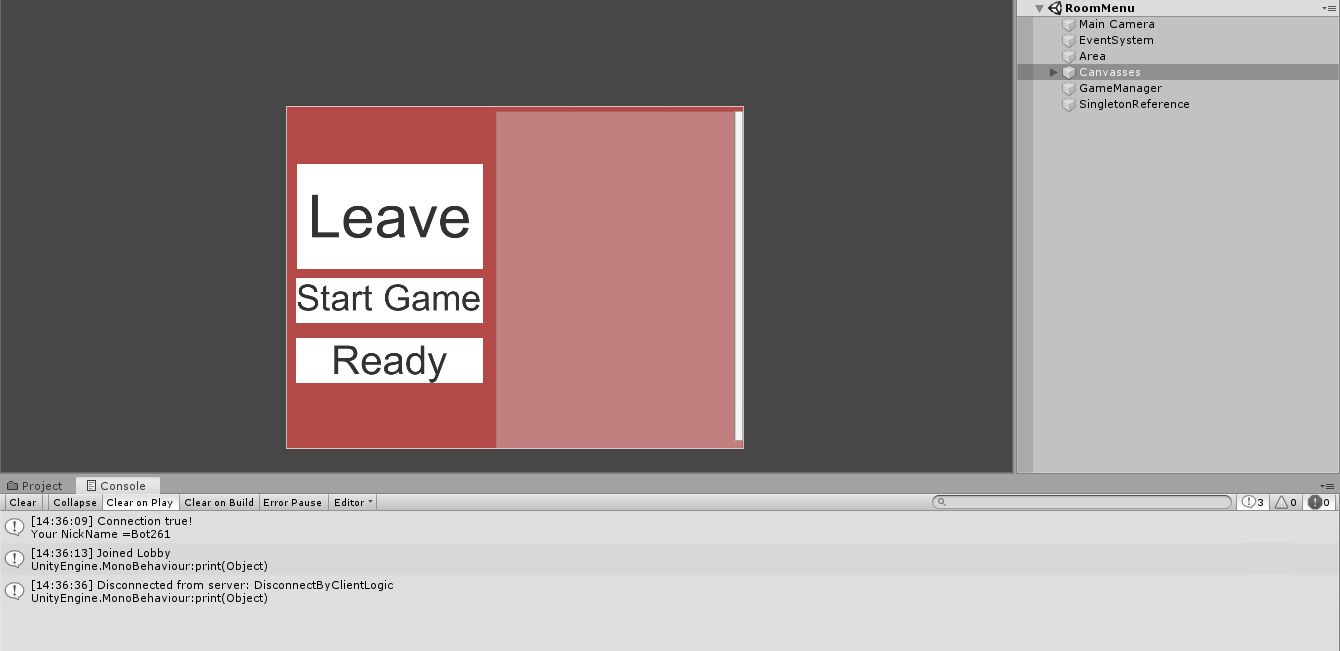 RoomMenu
Main Camera
EventSystem
Area
Canvasses
GameManager
SingletonReference
Leave
Start Game
Ready
Project Console
Clear Collapse Clear on Play Clear on Build Error Pause Editor 3 0 0
[14:36:09] Connection true!
Your NickName =Bot261
[14:36:13] Joined Lobby
UnityEngine.MonoBehaviour:print(Object)
[14:36:36] Disconnected from server: DisconnectByClientLogic
UnityEngine.MonoBehaviour:print(Object)